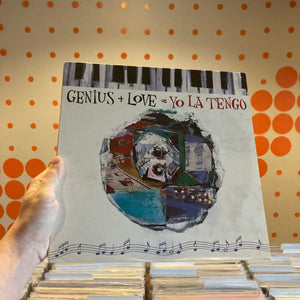 GENIUS + LOVE = YO LA TENGO